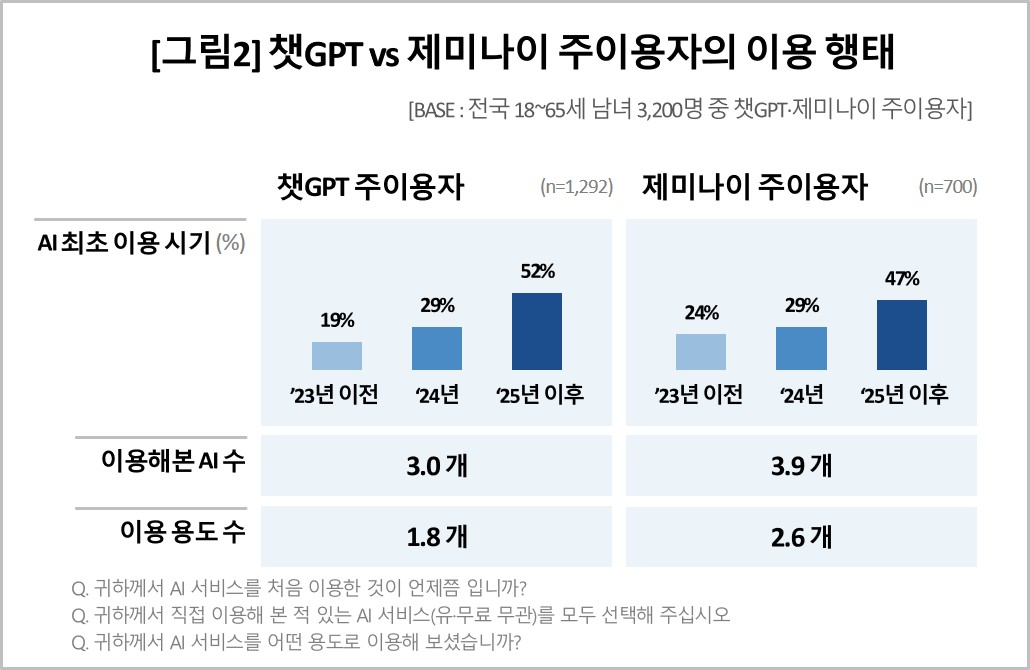 [그림2] 챗GPT vs 제미나이 주이용자의 이용 행태
[BASE : 전국 18~65세 남녀 3,200명 중 챗GPT·제미나이 주이용자]
챗GPT 주이용자 (n=1,292) 제미나이 주이용자 (n=700)
AI 최초 이용 시기 (%)
19% 29% 52% 24% 29% 47%
’23년 이전 ‘24년 ‘25년 이후 ’23년 이전 ‘24년 ‘25년 이후
이용해본 AI 수 3.0 개 3.9 개
이용 용도 수 1.8 개 2.6 개
Q. 귀하께서 AI 서비스를 처음 이용한 것이 언제쯤 입니까?
Q. 귀하께서 직접 이용해 본 적 있는 AI 서비스(유·무료 무관)를 모두 선택해 주십시오
Q. 귀하께서 AI 서비스를 어떤 용도로 이용해 보셨습니까?